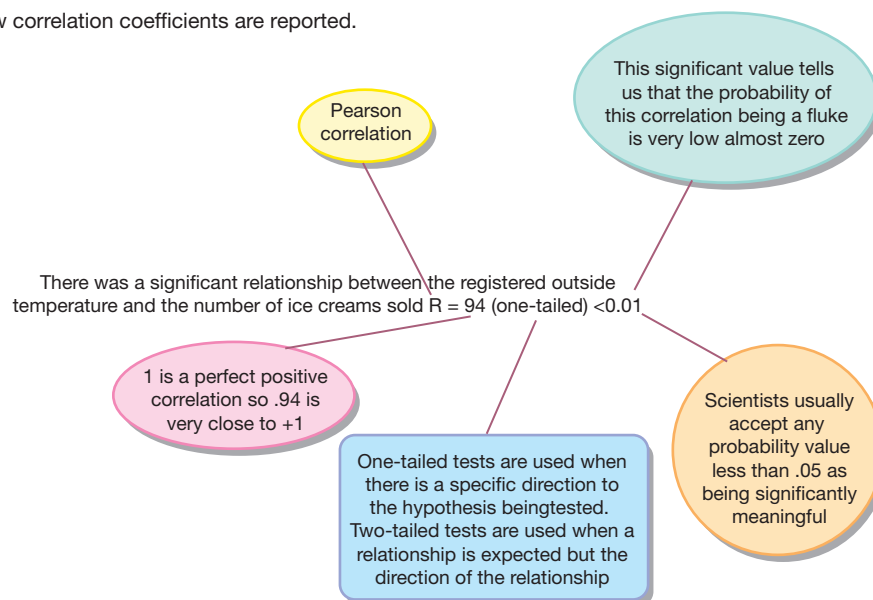 correlation coefficients are reported.
Pearson
correlation
This significant value tells
us that the probability of
this correlation being a fluke
is very low almost zero
There was a significant relationship between the registered outside
temperature and the number of ice creams sold R = 94 (one-tailed) <0.01
1 is a perfect positive
correlation so .94 is
very close to +1
One-tailed tests are used when
there is a specific direction to
the hypothesis beingtested.
Two-tailed tests are used when a
relationship is expected but the
direction of the relationship
Scientists usually
accept any
probability value
less than .05 as
being significantly
meaningful